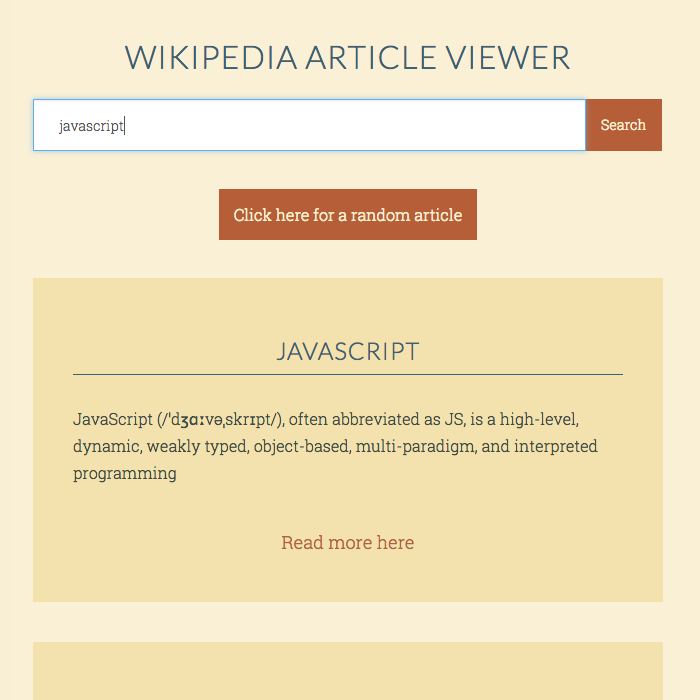 WIKIPEDIA ARTICLE VIEWER
javascript
Search
Click here for a random article
JAVASCRIPT
JavaScript (/ˈdʒɑːvəˌskrɪpt/), often abbreviated as JS, is a high-level,
dynamic, weakly typed, object-based, multi-paradigm, and interpreted
programming
Read more here